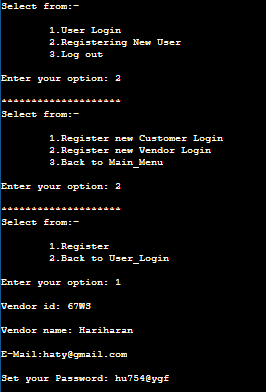 Select from:-
1.User Login
2.Registering New User
3.Log out
Enter your option: 2
********************
Select from:-
1.Register new Customer Login
2.Register new Vendor Login
3.Back to Main_Menu
Enter your option: 2
********************
Select from:-
1.Register
2.Back to User_Login
Enter your option: 1
Vendor id: 67WS
Vendor name: Hariharan
E-Mail:haty@gmail.com
Set your Password: hu754@ygf